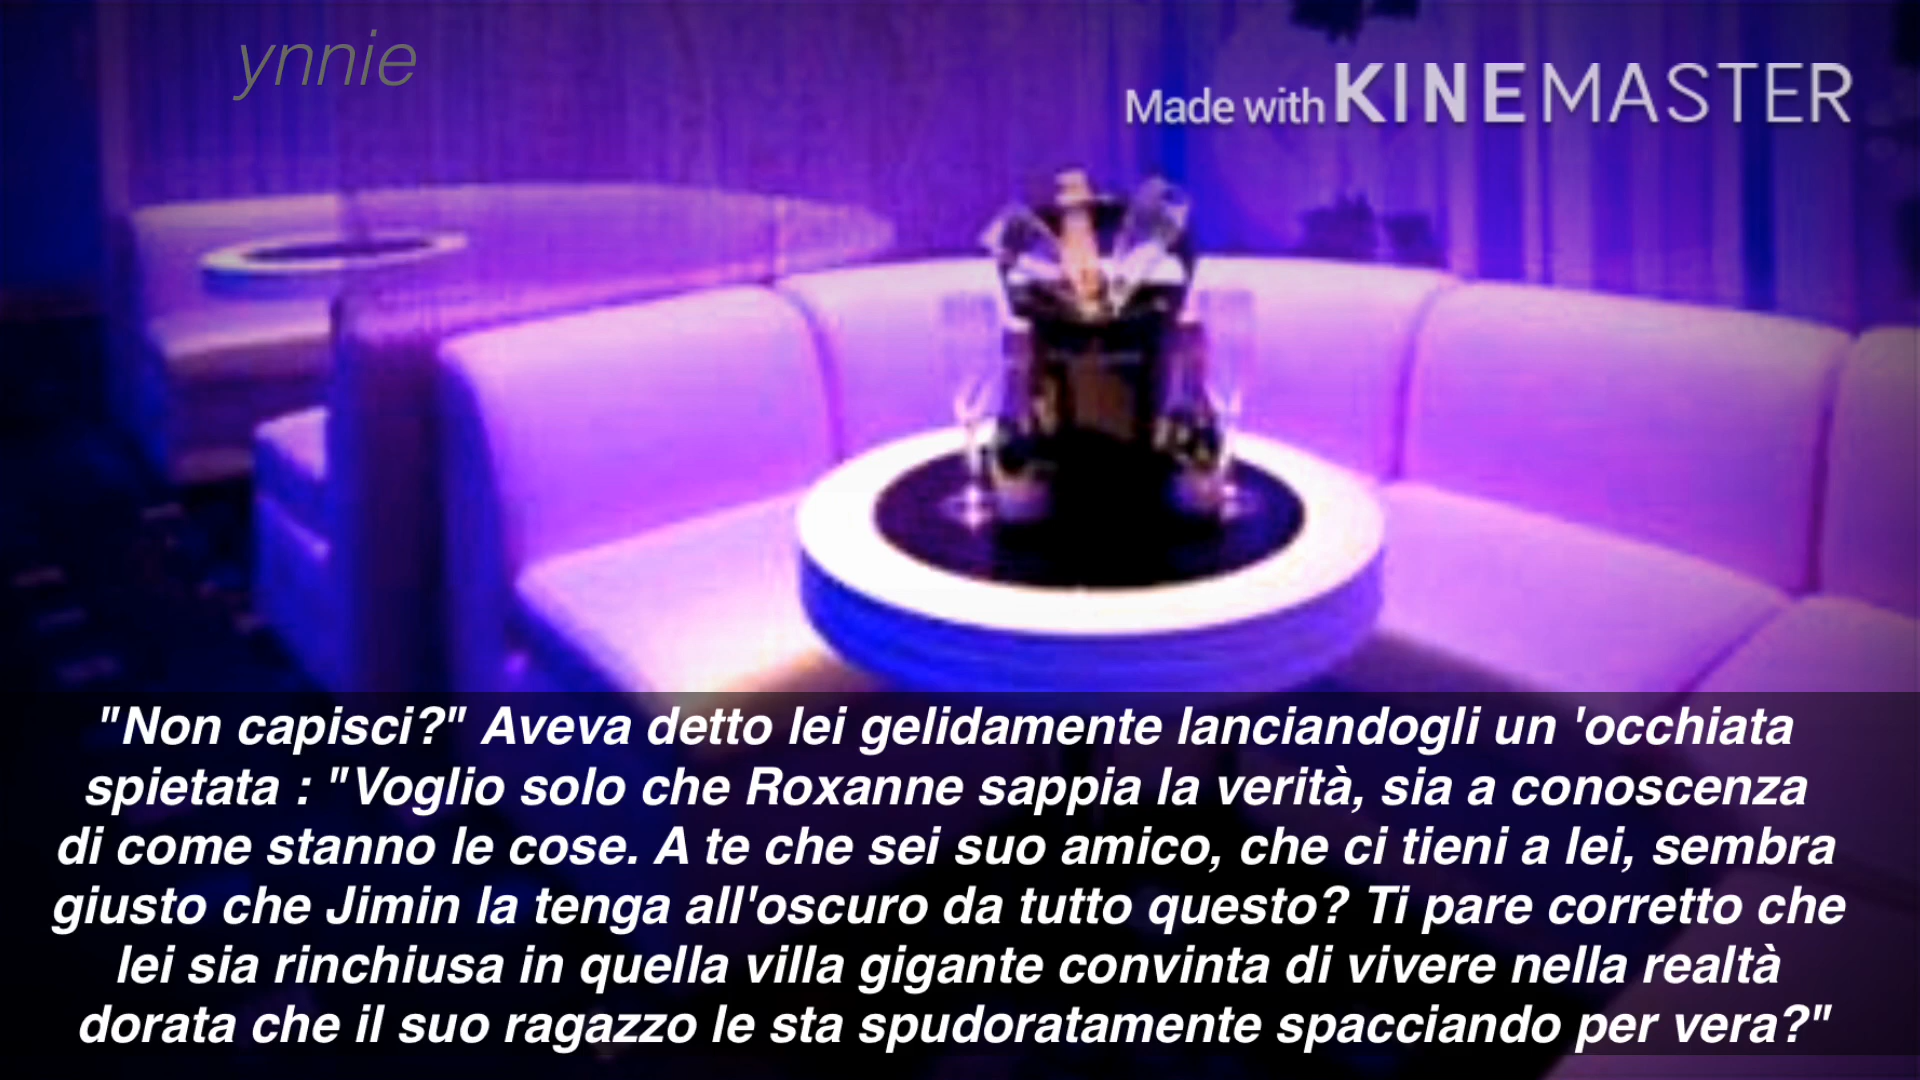 ynnie
Made with KINEMASTER
"Non capisci?" Aveva detto lei gelidamente lanciandogli un 'occhiata
spietata : "Voglio solo che Roxanne sappia la verità, sia a conoscenza
di come stanno le cose. A te che sei suo amico, che ci tieni a lei, sembra
giusto che Jimin la tenga all'oscuro da tutto questo? Ti pare corretto che
lei sia rinchiusa in quella villa gigante convinta di vivere nella realtà
dorata che il suo ragazzo le sta spudoratamente spacciando per vera?"